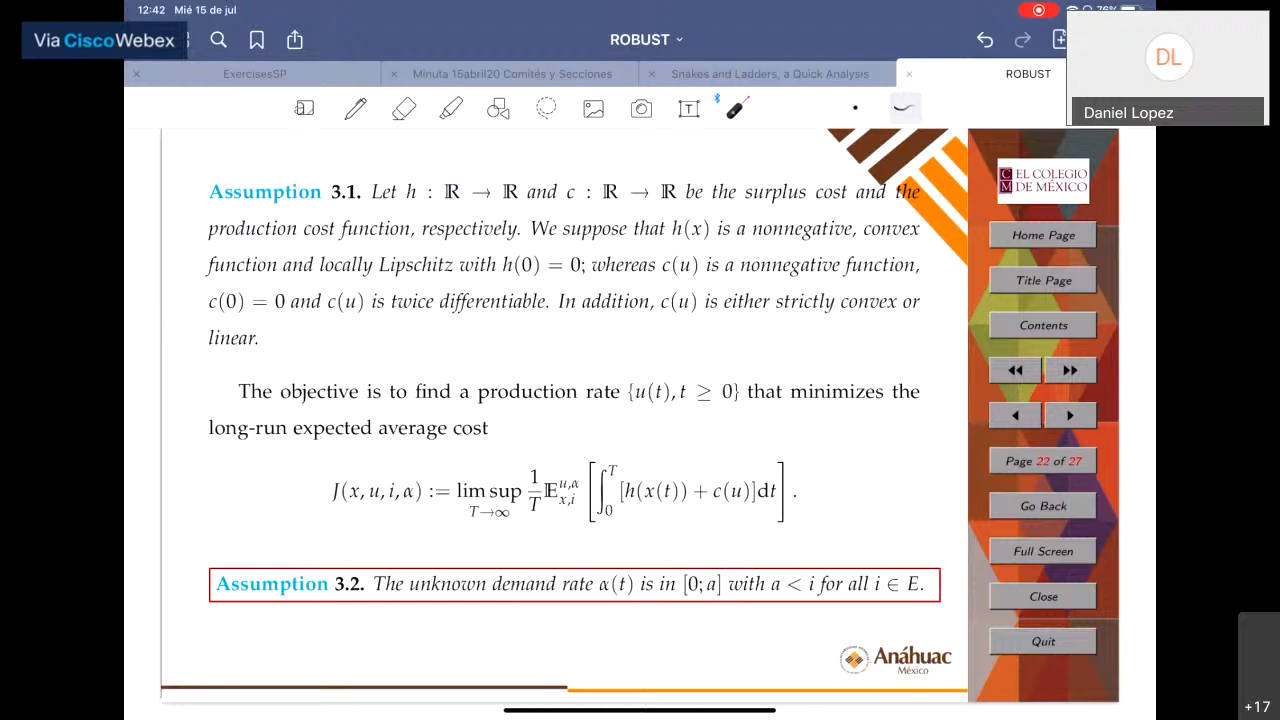 12:42 Mié 15 de jul
76%
Via CiscoWebex
ROBUST
ExercisesSP
Minuta 15abril20 Comités y Secciones
Snakes and Ladders, a Quick Analysis
ROBUST
DL
Daniel Lopez
Assumption 3.1. Let h : ℝ → ℝ and c : ℝ → ℝ be the surplus cost and the
production cost function, respectively. We suppose that h(x) is a nonnegative, convex
function and locally Lipschitz with h(0) = 0; whereas c(u) is a nonnegative function,
c(0) = 0 and c(u) is twice differentiable. In addition, c(u) is either strictly convex or
linear.
The objective is to find a production rate {u(t), t ≥ 0} that minimizes the
long-run expected average cost
J(x, u, i, α) := lim sup_{T→∞} 1/T 𝔼^{u,α}_{x,i} [∫_0^T [h(x(t)) + c(u)]dt] .
Assumption 3.2. The unknown demand rate α(t) is in [0; a] with a < i for all i ∈ E.
Anáhuac
México
C M EL COLEGIO
DE MÉXICO
Home Page
Title Page
Contents
Page 22 of 27
Go Back
Full Screen
Close
Quit
+17